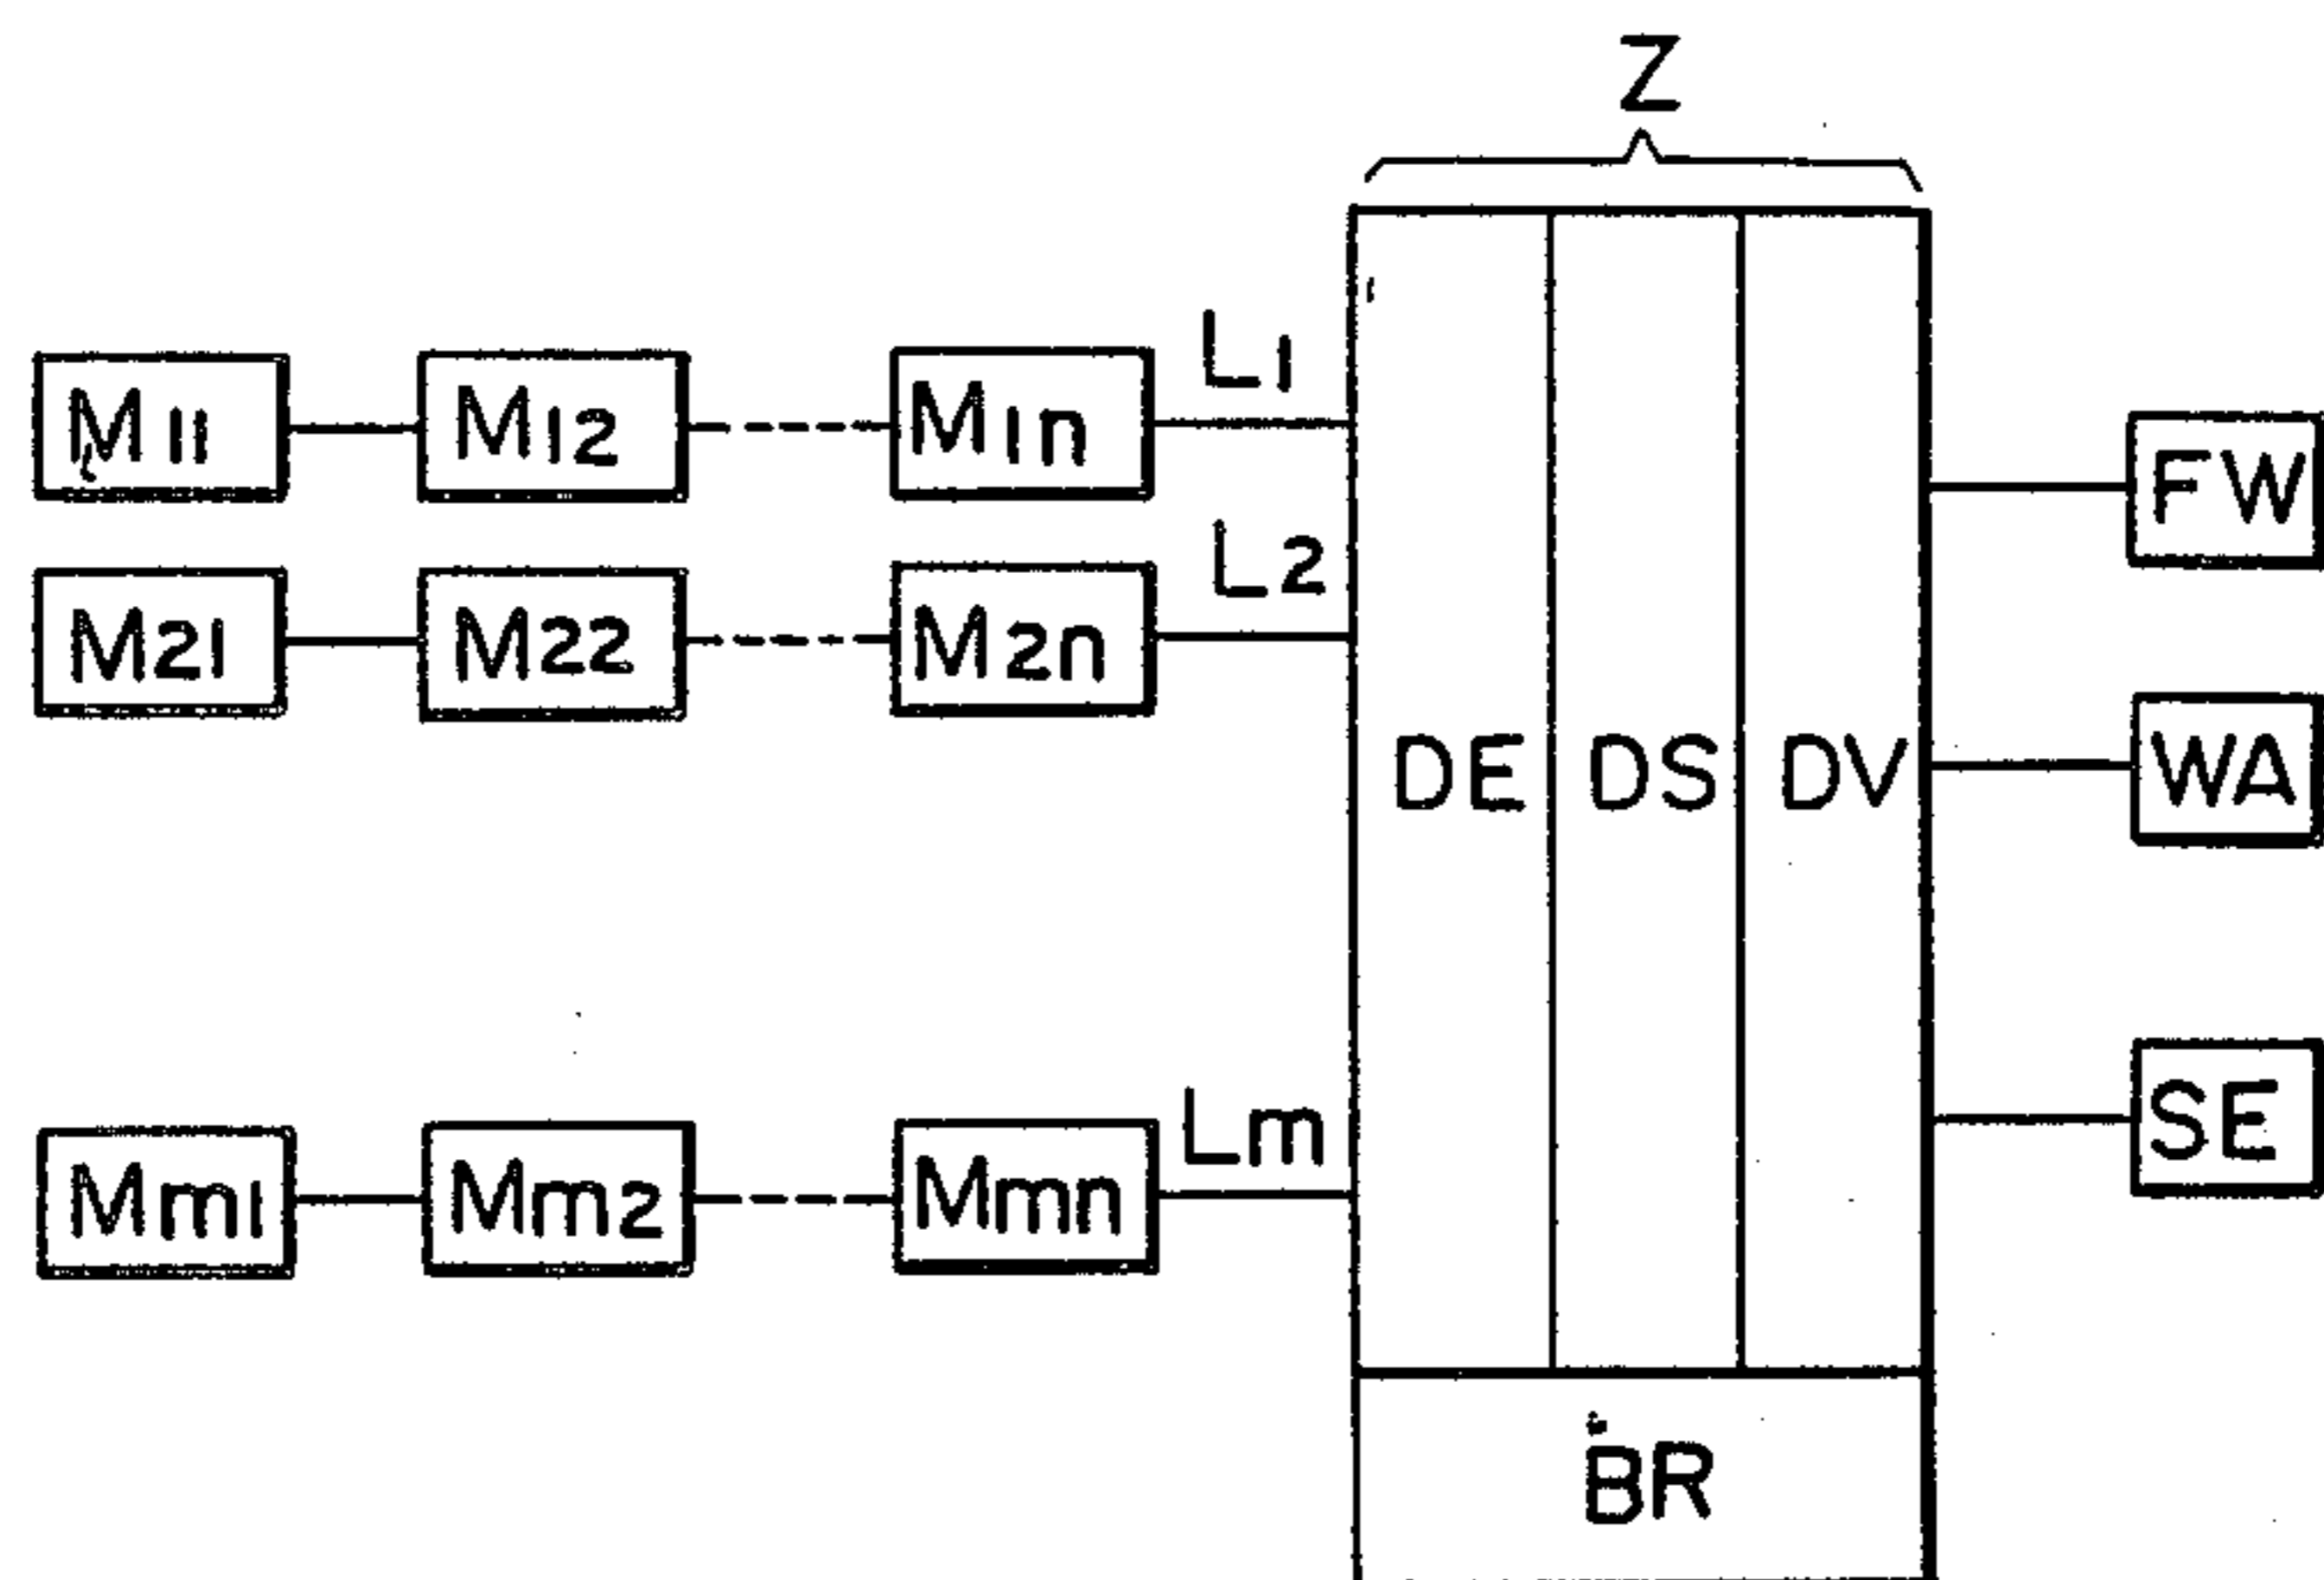 Z
M11 M12 M1n L1
FW
M21 M22 M2n L2
DE DS DV
WA
Mm1 Mm2 Mmn Lm
SE
BR